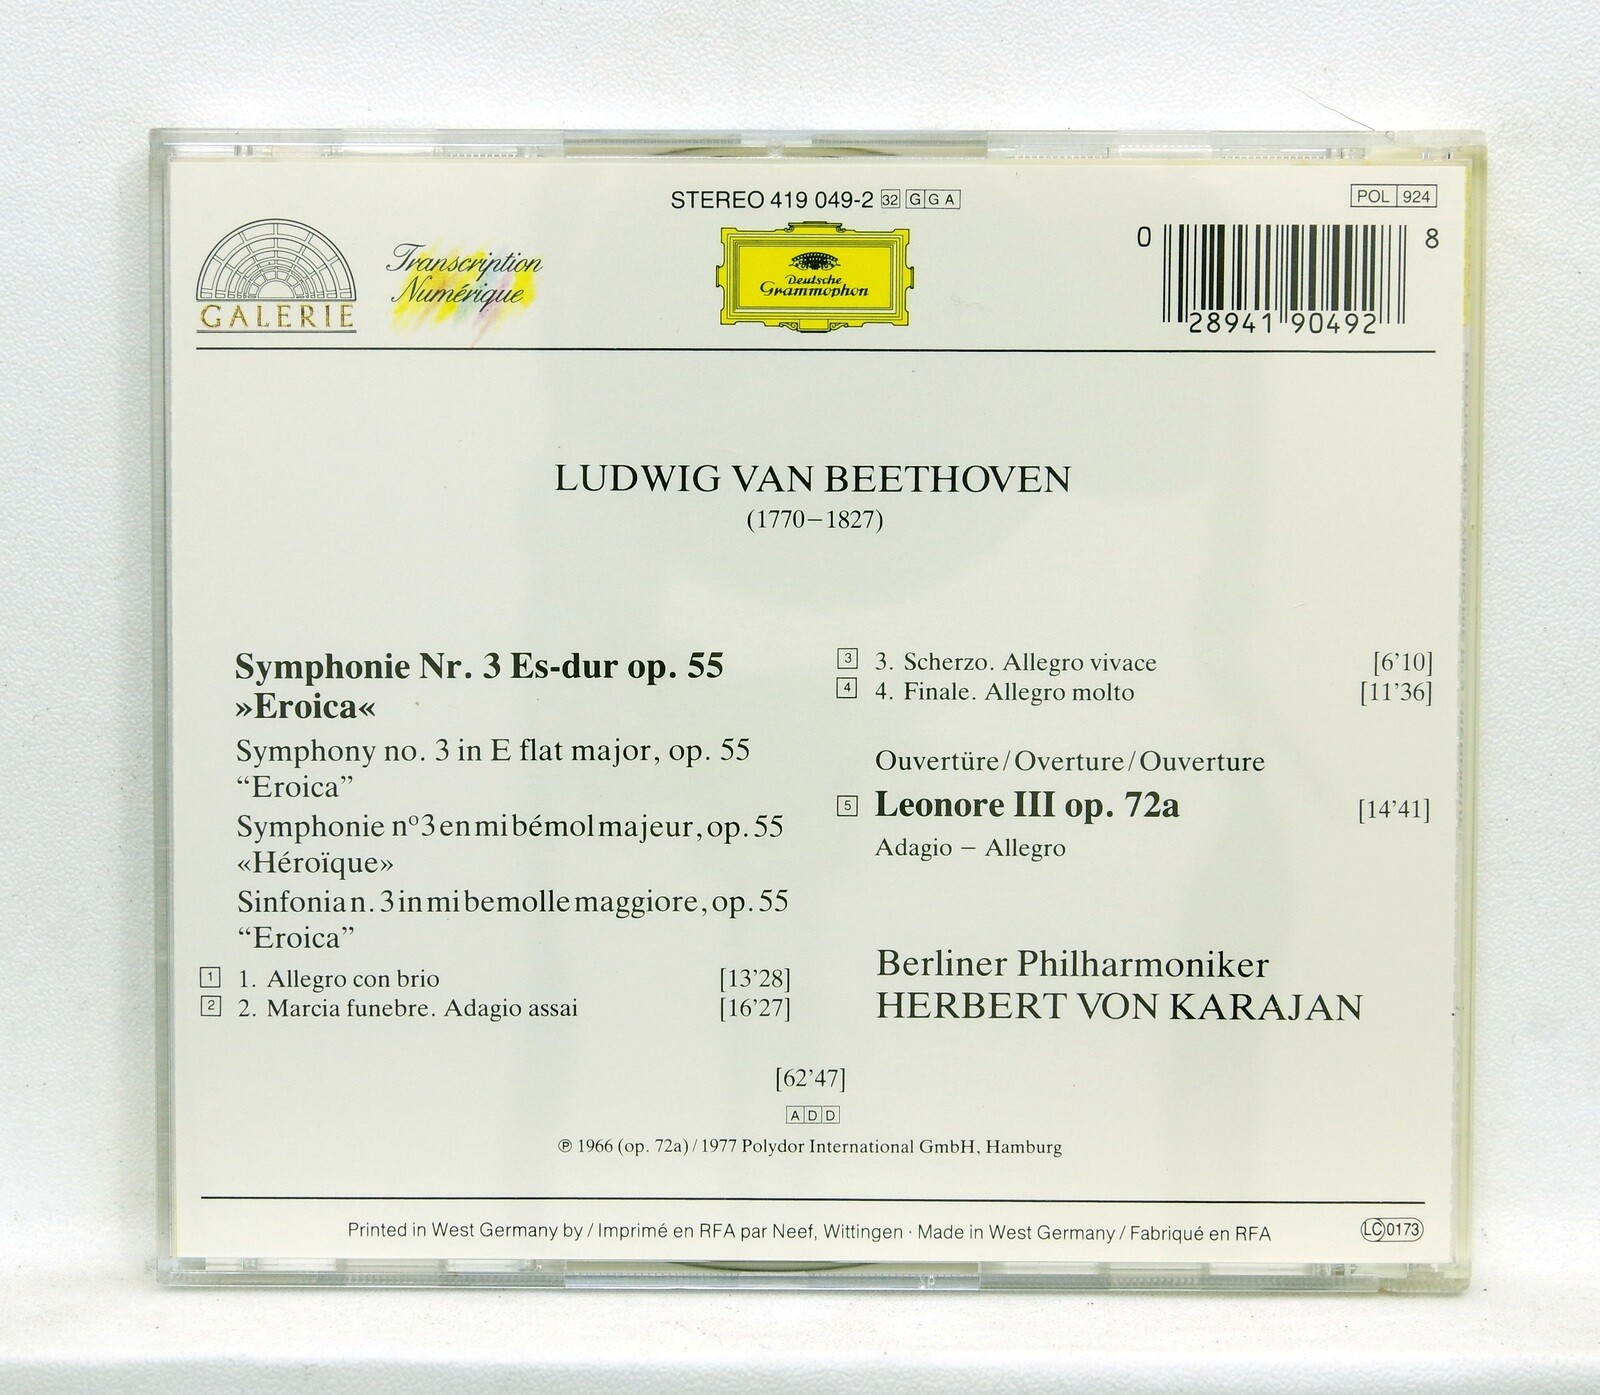 STEREO 419 049-2 32 GGA
POL 924
GALERIE
Transcription
Numérique
Deutsche
Grammophon
0 28941 90492 8
LUDWIG VAN BEETHOVEN
(1770–1827)
Symphonie Nr. 3 Es-dur op. 55
»Eroica«
Symphony no. 3 in E flat major, op. 55
“Eroica”
Symphonie nº 3 en mi bémol majeur, op. 55
«Héroïque»
Sinfonia n. 3 in mi bemolle maggiore, op. 55
“Eroica”
1 1. Allegro con brio [13’28]
2 2. Marcia funebre. Adagio assai [16’27]
3 3. Scherzo. Allegro vivace [6’10]
4 4. Finale. Allegro molto [11’36]
Ouvertüre / Overture / Ouverture
5 Leonore III op. 72a [14’41]
Adagio – Allegro
Berliner Philharmoniker
HERBERT VON KARAJAN
[62’47]
ADD
℗ 1966 (op. 72a) / 1977 Polydor International GmbH, Hamburg
Printed in West Germany by / Imprimé en RFA par Neef, Wittingen · Made in West Germany / Fabriqué en RFA
LC 0173